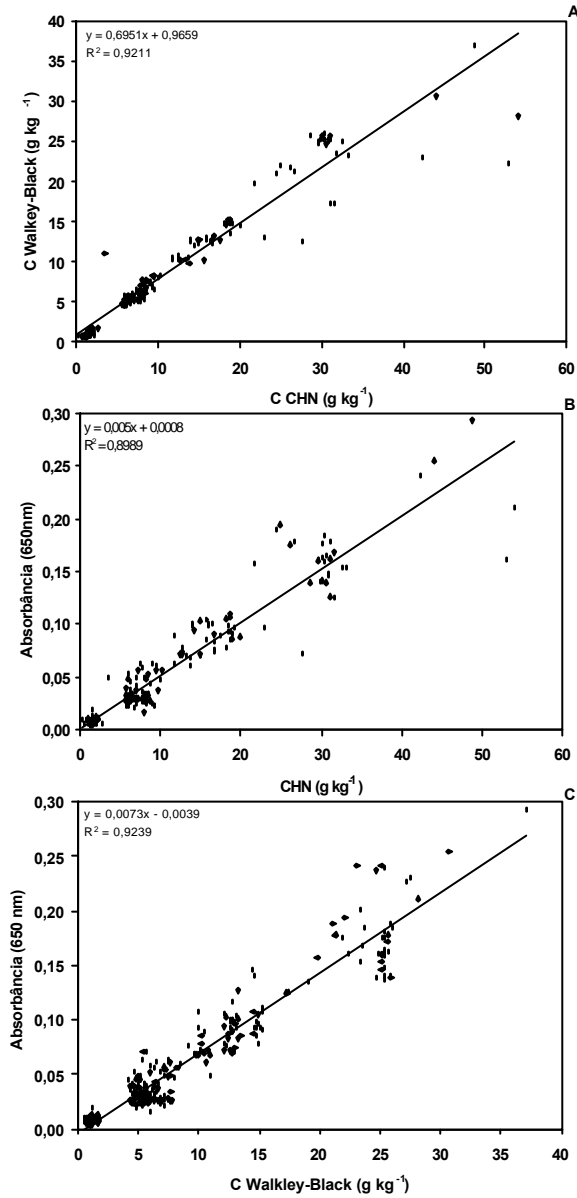 A
y = 0,6951x + 0,9659
R² = 0,9211
40
35
30
25
20
15
10
5
0
C Walkey-Black (g kg⁻¹)
0 10 20 30 40 50 60
C CHN (g kg⁻¹)
B
y = 0,005x + 0,0008
R² = 0,8989
0,30
0,25
0,20
0,15
0,10
0,05
0,00
Absorbância (650nm)
0 10 20 30 40 50 60
CHN (g kg⁻¹)
C
y = 0,0073x - 0,0039
R² = 0,9239
0,30
0,25
0,20
0,15
0,10
0,05
0,00
Absorbância (650 nm)
0 5 10 15 20 25 30 35 40
C Walkley-Black (g kg⁻¹)